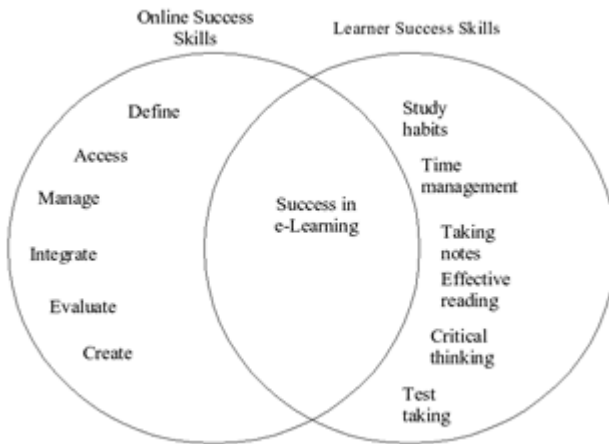 Online Success
Skills
Learner Success Skills
Define
Access
Manage
Integrate
Evaluate
Create
Success in
e-Learning
Study
habits
Time
management
Taking
notes
Effective
reading
Critical
thinking
Test
taking